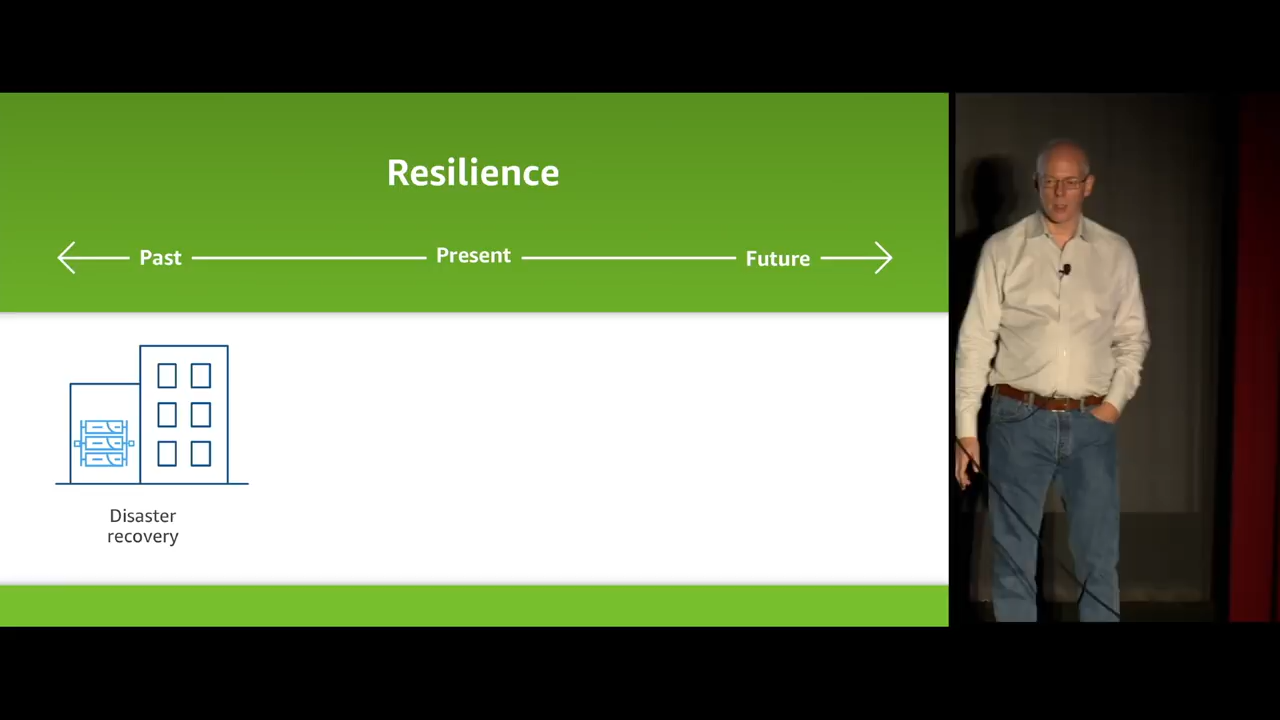 Resilience
Past
Present
Future
Disaster
recovery